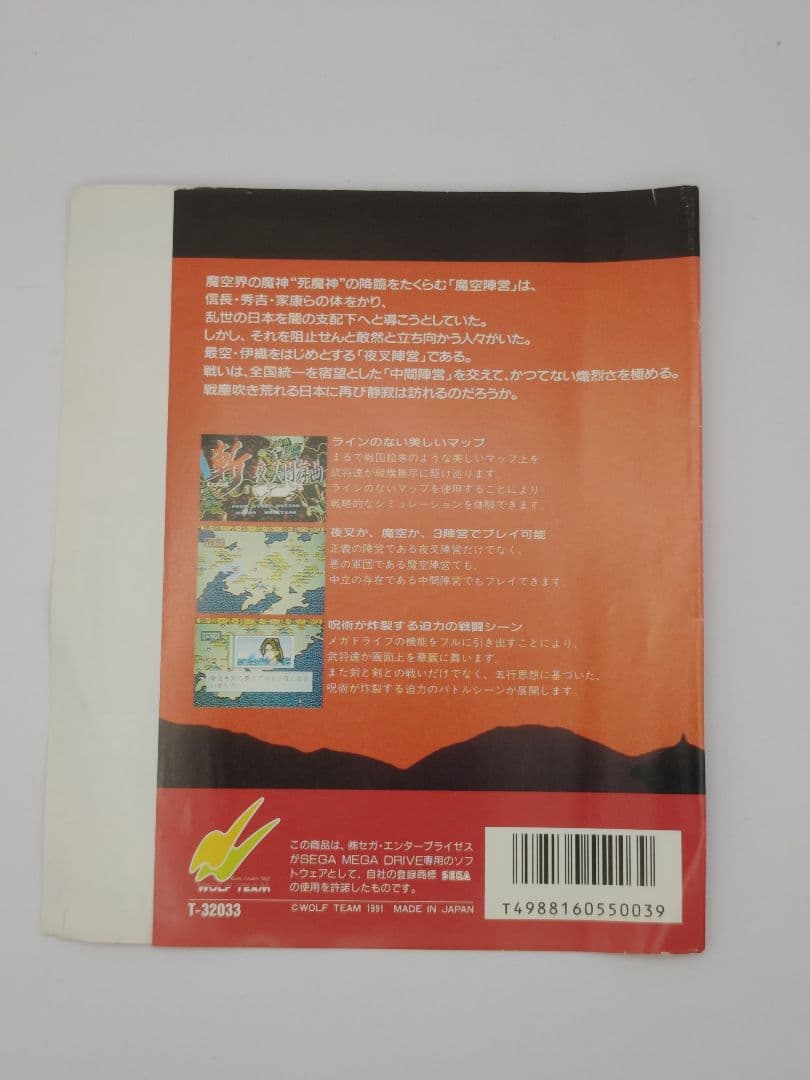 魔空界の魔神"死魔神"の降臨をたくらむ「魔空陣営」は、
信長・秀吉・家康らの体をかり、
乱世の日本を闇の支配下へと導こうとしていた。
しかし、それを阻止せんと敢然と立ち向かう人々がいた。
最空・伊織をはじめとする「夜叉陣営」である。
戦いは、全国統一を宿望とした「中間陣営」を交えて、かつてない熾烈さを極める。
戦塵吹き荒れる日本に再び静寂は訪れるのだろうか。
斬 夜叉円舞曲
PUSH START BUTTON
ラインのない美しいマップ
まるで戦国絵巻のような美しいマップ上を
武将達が縦横無尽に駆け巡ります。
ラインのないマップを使用することにより
戦略的なシミュレーションを体験できます。
夜叉か、魔空か、3陣営でプレイ可能
正義の陣営である夜叉陣営だけでなく、
悪の軍団である魔空陣営でも、
中立の存在である中間陣営でもプレイできます。
呪術が炸裂する迫力の戦闘シーン
メガドライブの機能をフルに引き出すことにより、
武将達が画面上を華麗に舞います。
また剣と剣との戦いだけでなく、五行思想に基づいた、
呪術が炸裂する迫力のバトルシーンが展開します。
WOLF TEAM
T-32033
この商品は、㈱セガ・エンタープライゼス
がSEGA MEGA DRIVE専用のソフ
トウェアとして、自社の登録商標 SEGA
の使用を許諾したものです。
©WOLF TEAM 1991 MADE IN JAPAN
T4988160550039